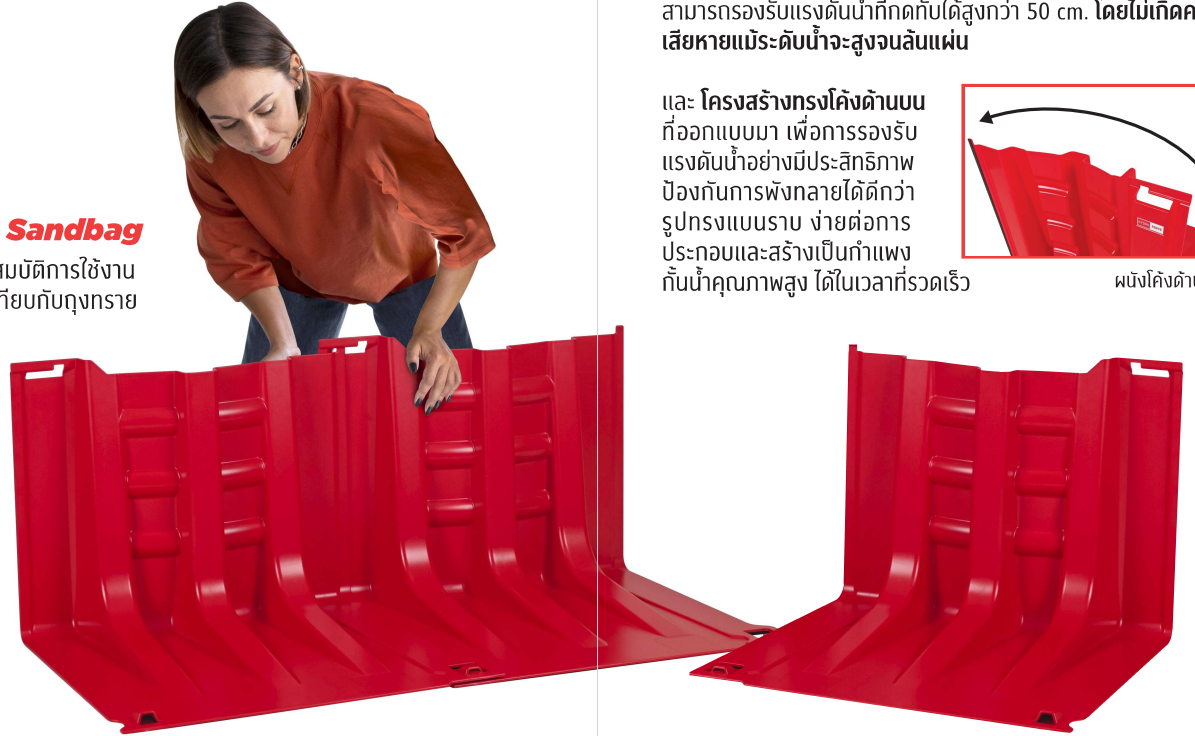 สามารถรองรับแรงดันน้ำที่กดทับได้สูงกว่า 50 cm. โดยไม่เกิดค
เสียหายแม้ระดับน้ำจะสูงจนล้นแผ่น
และ โครงสร้างทรงโค้งด้านบน
ที่ออกแบบมา เพื่อการรองรับ
แรงดันน้ำอย่างมีประสิทธิภาพ
ป้องกันการพังทลายได้ดีกว่า
รูปทรงแบนราบ ง่ายต่อการ
ประกอบและสร้างเป็นกำแพง
กั้นน้ำคุณภาพสูง ได้ในเวลาที่รวดเร็ว
ผนังโค้งด้าน
Sandbag
สมบัติการใช้งาน
ทียบกับถุงทราย